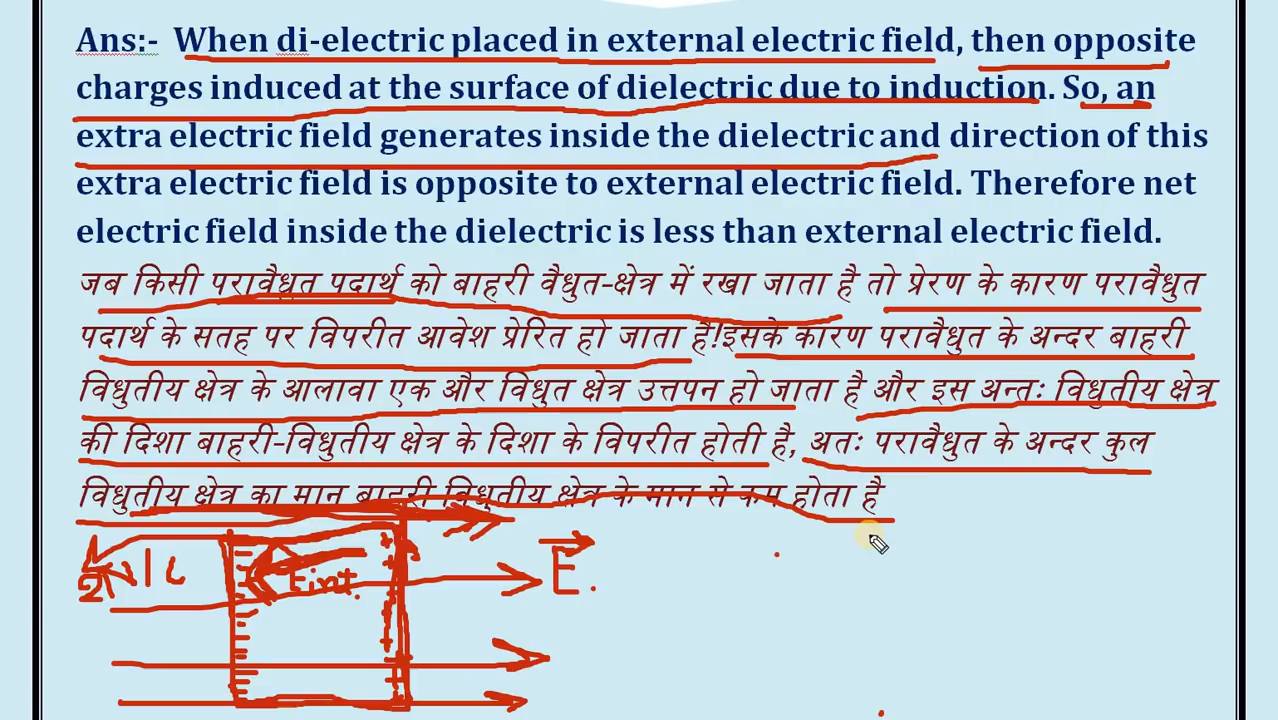 Ans:- When di-electric placed in external electric field, then opposite
charges induced at the surface of dielectric due to induction. So, an
extra electric field generates inside the dielectric and direction of this
extra electric field is opposite to external electric field. Therefore net
electric field inside the dielectric is less than external electric field.
जब किसी परावैधुत पदार्थ को बाहरी वैधुत-क्षेत्र में रखा जाता है तो प्रेरण के कारण परावैधुत
पदार्थ के सतह पर विपरीत आवेश प्रेरित हो जाता है!इसके कारण परावैधुत के अन्दर बाहरी
विधुतीय क्षेत्र के आलावा एक और विधुत क्षेत्र उत्तपन हो जाता है और इस अन्तः विधुतीय क्षेत्र
की दिशा बाहरी-विधुतीय क्षेत्र के दिशा के विपरीत होती है, अतः परावैधुत के अन्दर कुल
विधुतीय क्षेत्र का मान बाहरी विधुतीय क्षेत्र के मान से कम होता है
Eint.
E.